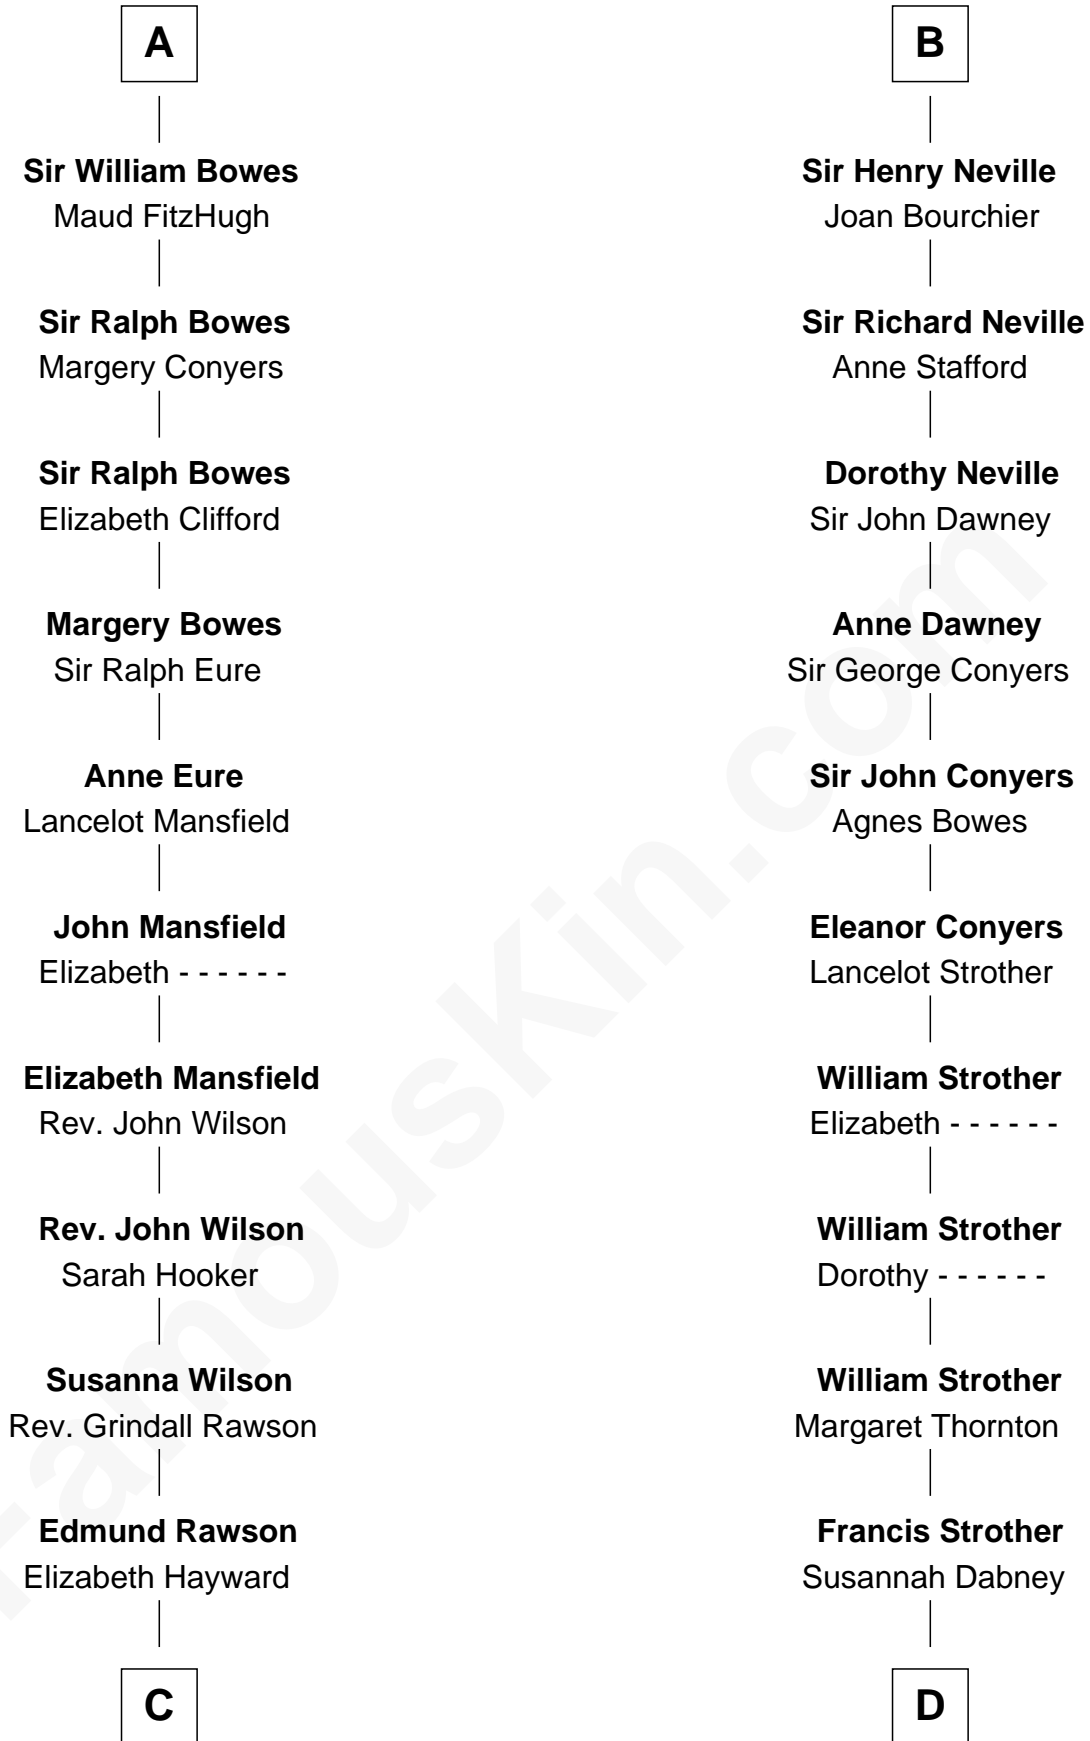 A
Sir William Bowes
Maud FitzHugh
Sir Ralph Bowes
Margery Conyers
Sir Ralph Bowes
Elizabeth Clifford
Margery Bowes
Sir Ralph Eure
Anne Eure
Lancelot Mansfield
John Mansfield
Elizabeth - - - - - -
Elizabeth Mansfield
Rev. John Wilson
Rev. John Wilson
Sarah Hooker
Susanna Wilson
Rev. Grindall Rawson
Edmund Rawson
Elizabeth Hayward
C
B
Sir Henry Neville
Joan Bourchier
Sir Richard Neville
Anne Stafford
Dorothy Neville
Sir John Dawney
Anne Dawney
Sir George Conyers
Sir John Conyers
Agnes Bowes
Eleanor Conyers
Lancelot Strother
William Strother
Elizabeth - - - - - -
William Strother
Dorothy - - - - - -
William Strother
Margaret Thornton
Francis Strother
Susannah Dabney
D
FamousKin.com